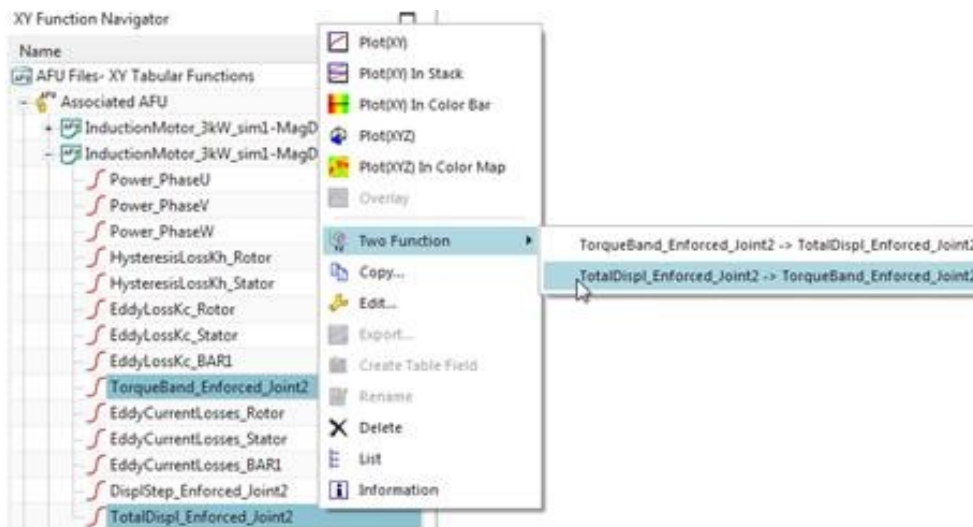 XY Function Navigator
Name
AFU Files- XY Tabular Functions
Associated AFU
InductionMotor_3kW_sim1-MagD
InductionMotor_3kW_sim1-MagD
Power_PhaseU
Power_PhaseV
Power_PhaseW
HysteresisLossKh_Rotor
HysteresisLossKh_Stator
EddyLossKc_Rotor
EddyLossKc_Stator
EddyLossKc_BAR1
TorqueBand_Enforced_Joint2
EddyCurrentLosses_Rotor
EddyCurrentLosses_Stator
EddyCurrentLosses_BAR1
DisplStep_Enforced_Joint2
TotalDispl_Enforced_Joint2
Plot(XY)
Plot(XY) In Stack
Plot(XY) In Color Bar
Plot(XYZ)
Plot(XYZ) In Color Map
Overlay
Two Function
Copy...
Edit...
Export...
Create Table Field
Rename
Delete
List
Information
TorqueBand_Enforced_Joint2 -> TotalDispl_Enforced_Joint2
TotalDispl_Enforced_Joint2 -> TorqueBand_Enforced_Joint2